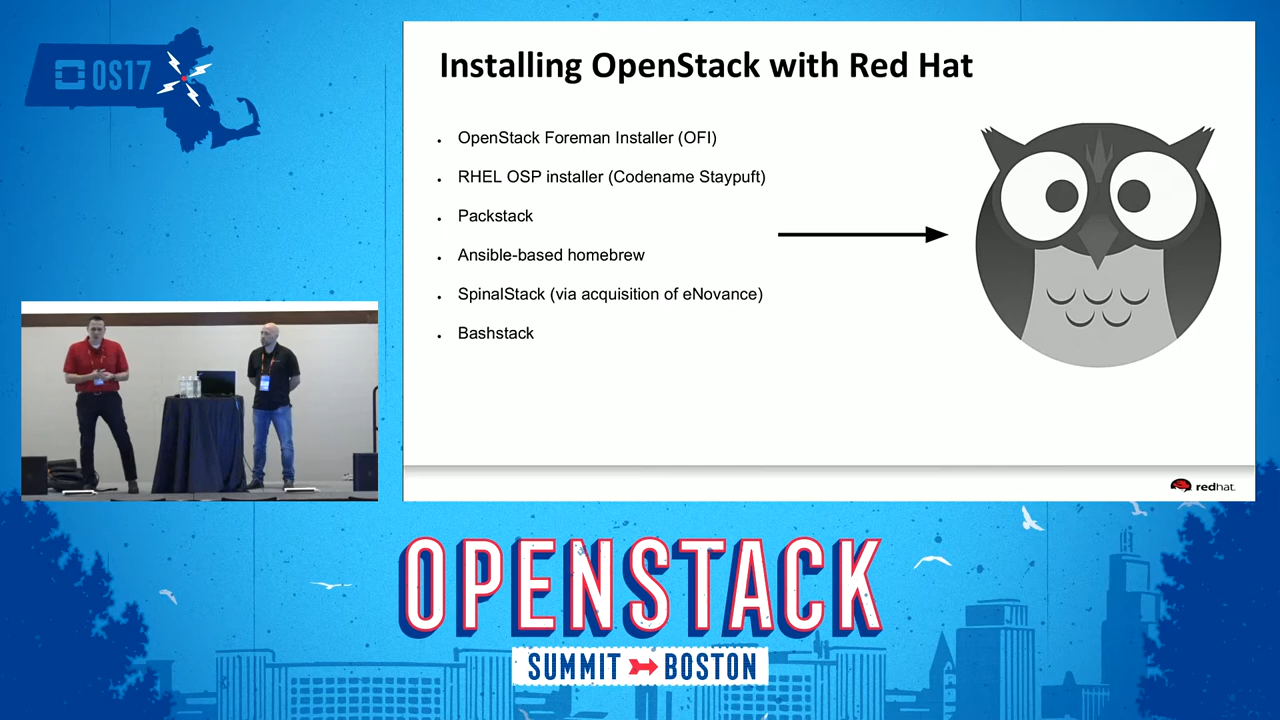 OS17
Installing OpenStack with Red Hat
OpenStack Foreman Installer (OFI)
RHEL OSP installer (Codename Staypuft)
Packstack
Ansible-based homebrew
SpinalStack (via acquisition of eNovance)
Bashstack
redhat.
OPENSTACK
SUMMIT BOSTON